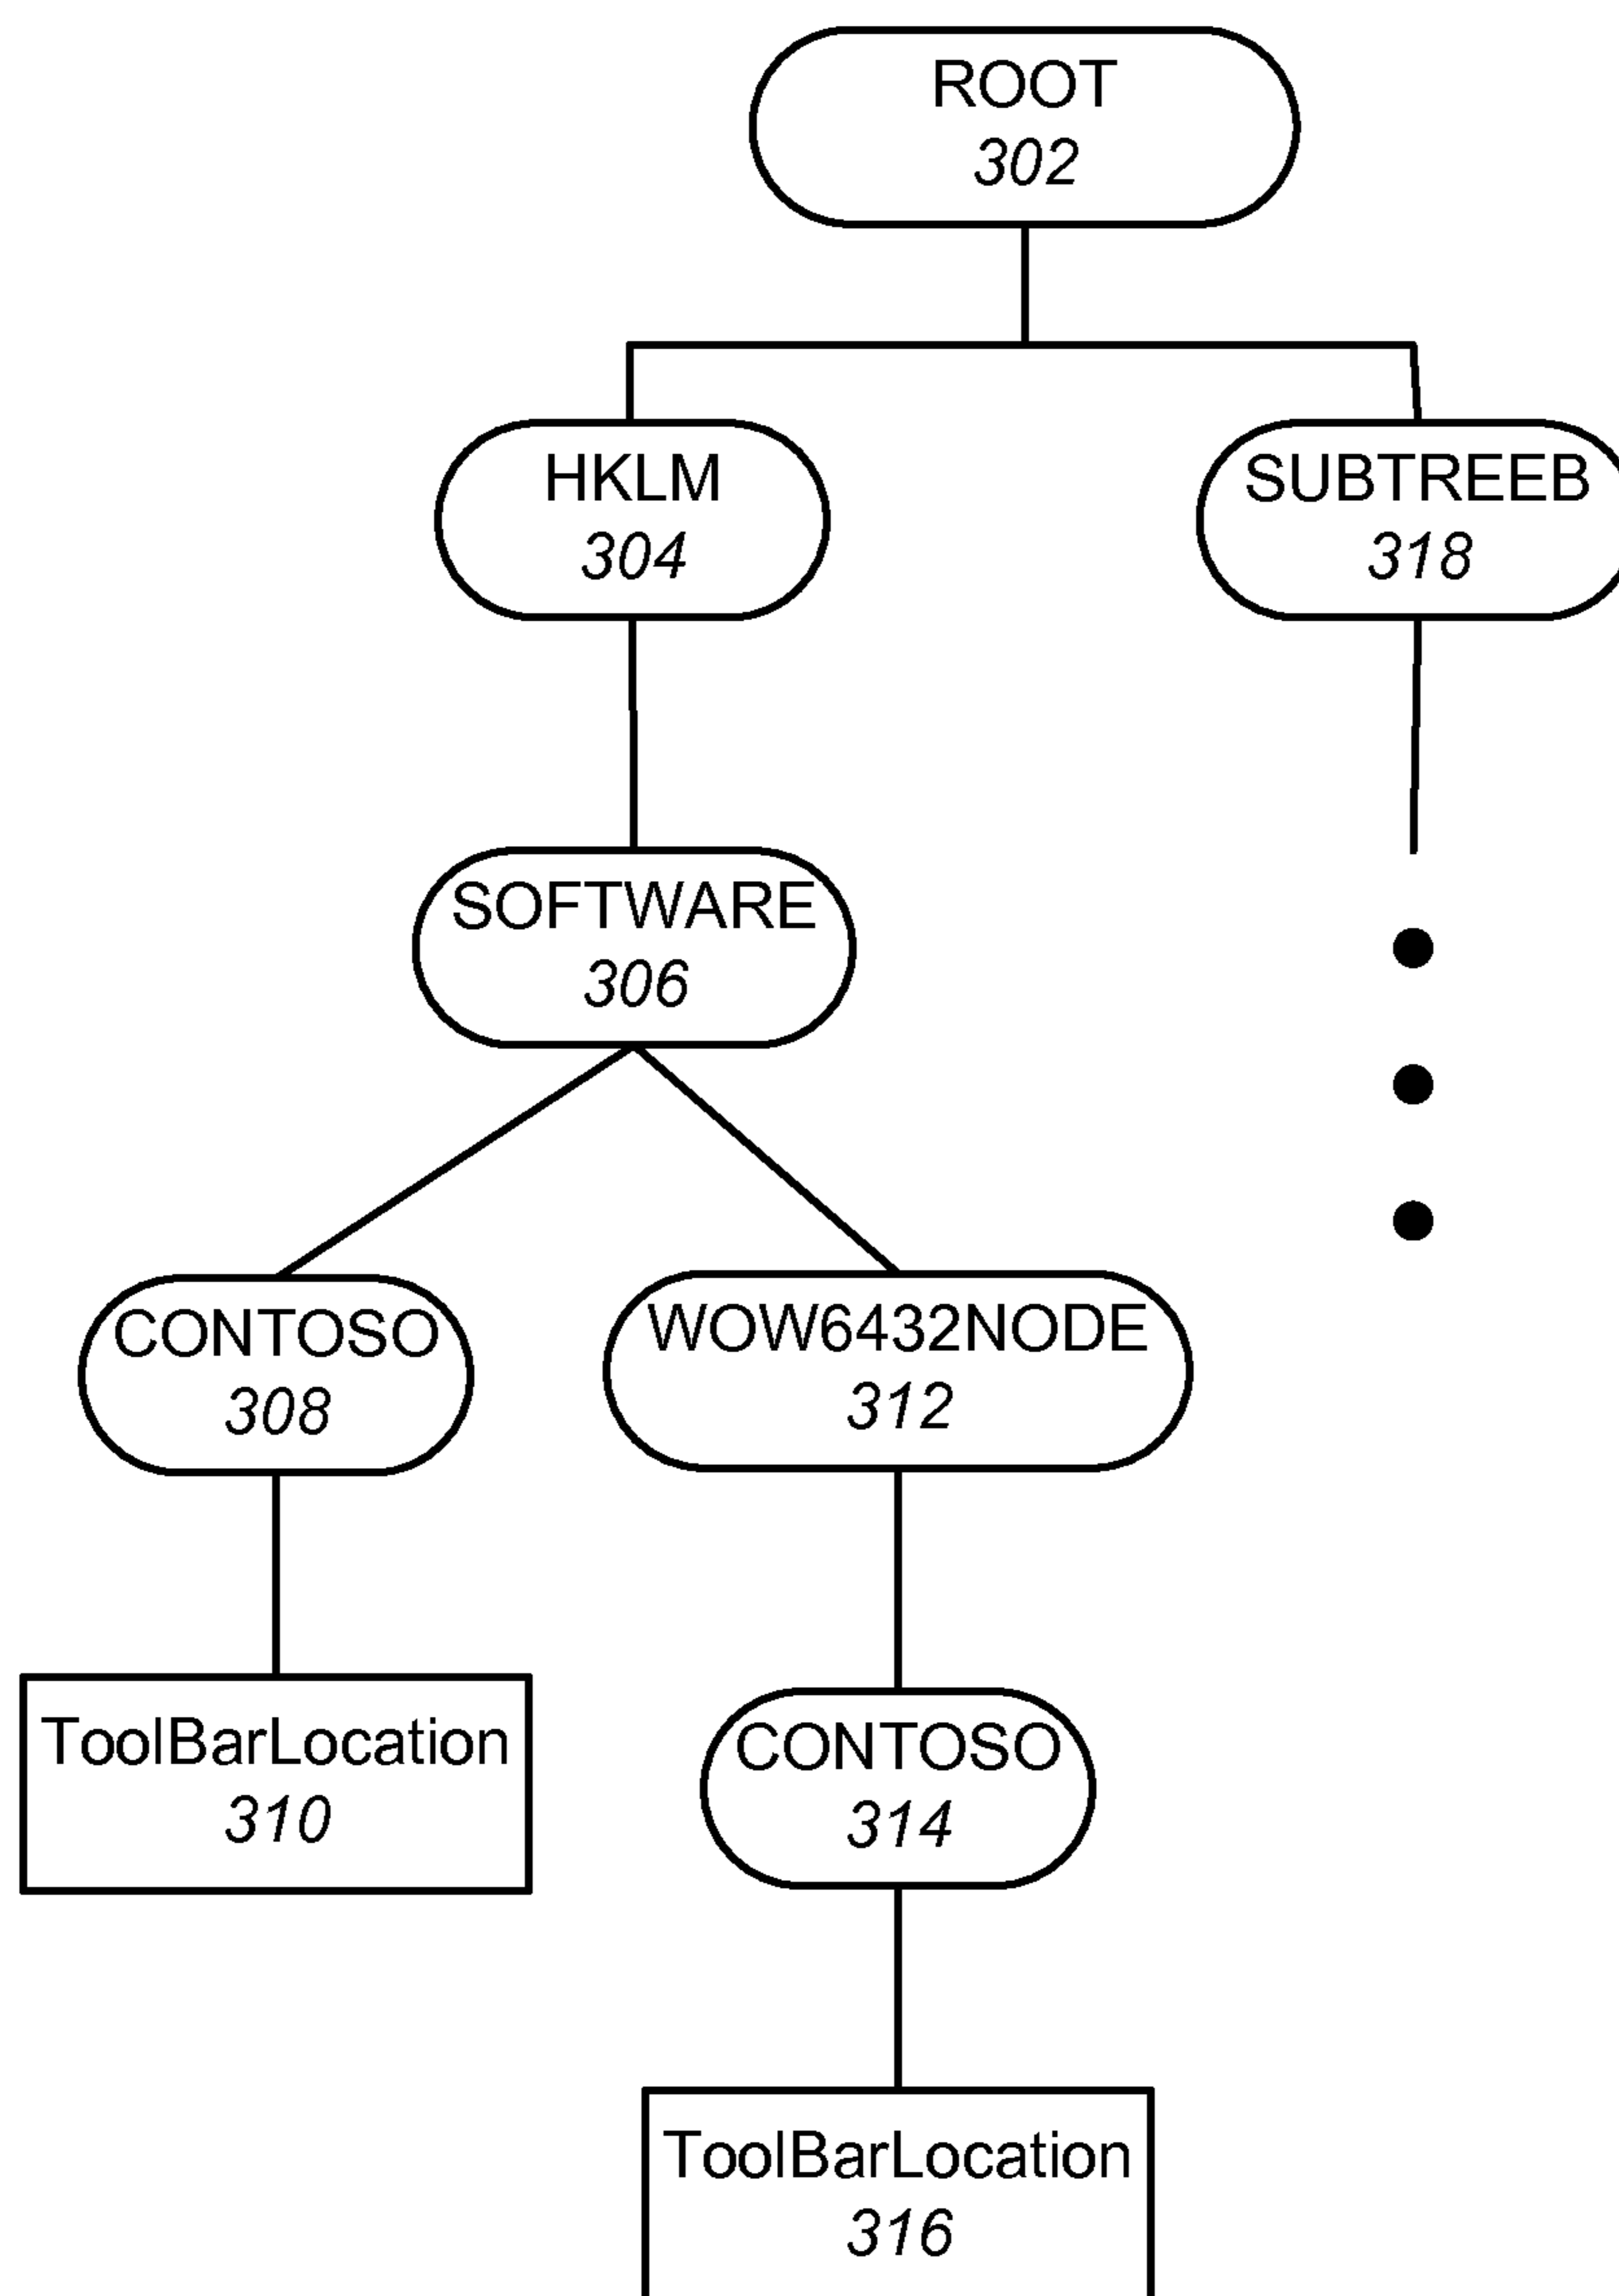 ROOT
302
HKLM
304
SUBTREEB
318
SOFTWARE
306
CONTOSO
308
WOW6432NODE
312
ToolBarLocation
310
CONTOSO
314
ToolBarLocation
316